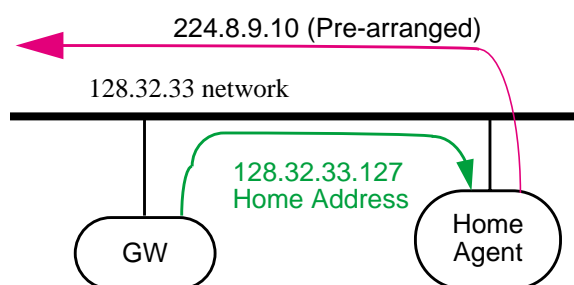 224.8.9.10 (Pre-arranged)
128.32.33 network
128.32.33.127
Home Address
GW
Home
Agent